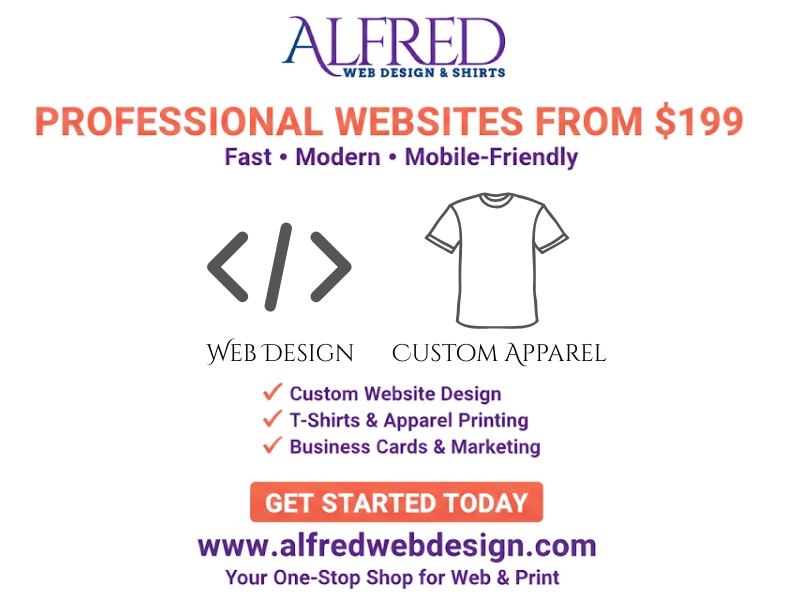 ALFRED
WEB DESIGN & SHIRTS
PROFESSIONAL WEBSITES FROM $199
Fast • Modern • Mobile-Friendly
</>
WEB DESIGN CUSTOM APPAREL
✓ Custom Website Design
✓ T-Shirts & Apparel Printing
✓ Business Cards & Marketing
GET STARTED TODAY
www.alfredwebdesign.com
Your One-Stop Shop for Web & Print